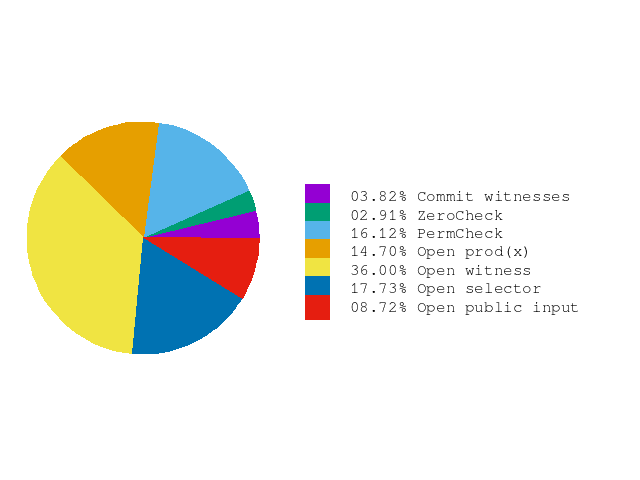 03.82% Commit witnesses
02.91% ZeroCheck
16.12% PermCheck
14.70% Open prod(x)
36.00% Open witness
17.73% Open selector
08.72% Open public input